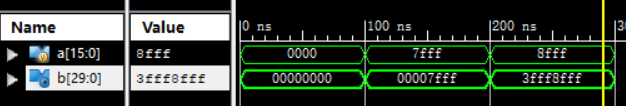 Name Value 0 ns 100 ns 200 ns
a[15:0] 8fff 0000 7fff 8fff
b[29:0] 3fff8fff 00000000 00007fff 3fff8fff